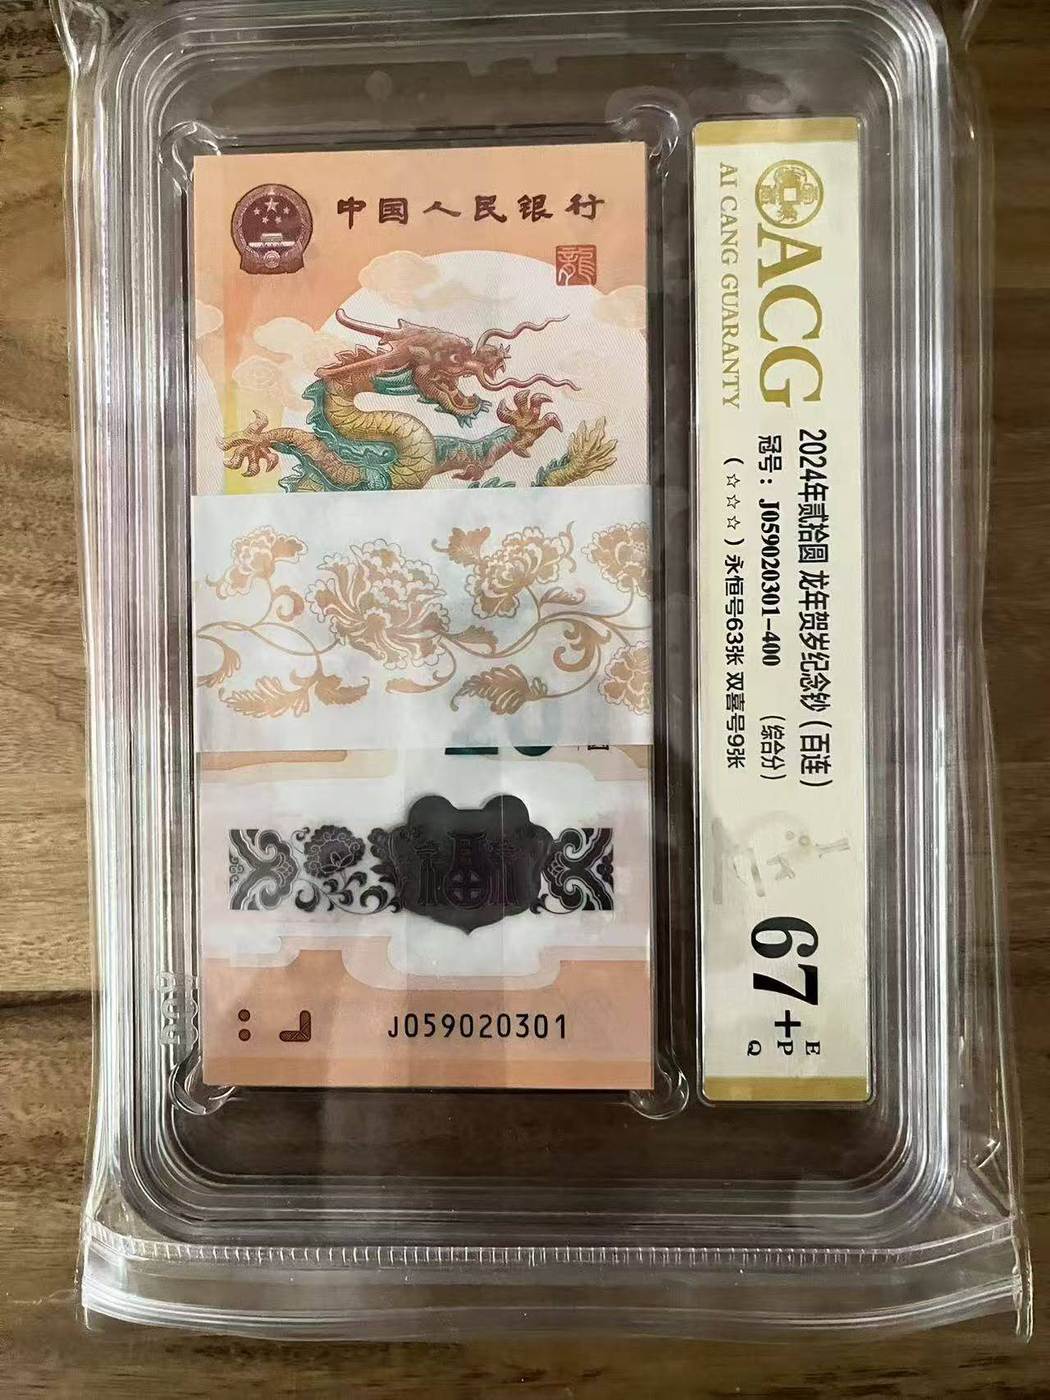 中国人民银行
龍
福
J059020301
ACG
AI CANG GUARANTY
2024年贰拾圆 龙年贺岁纪念钞（百连）
冠号：J059020301-400 （综合分）
（☆☆☆）永恒号63张 双喜号9张
67+
E
P
Q